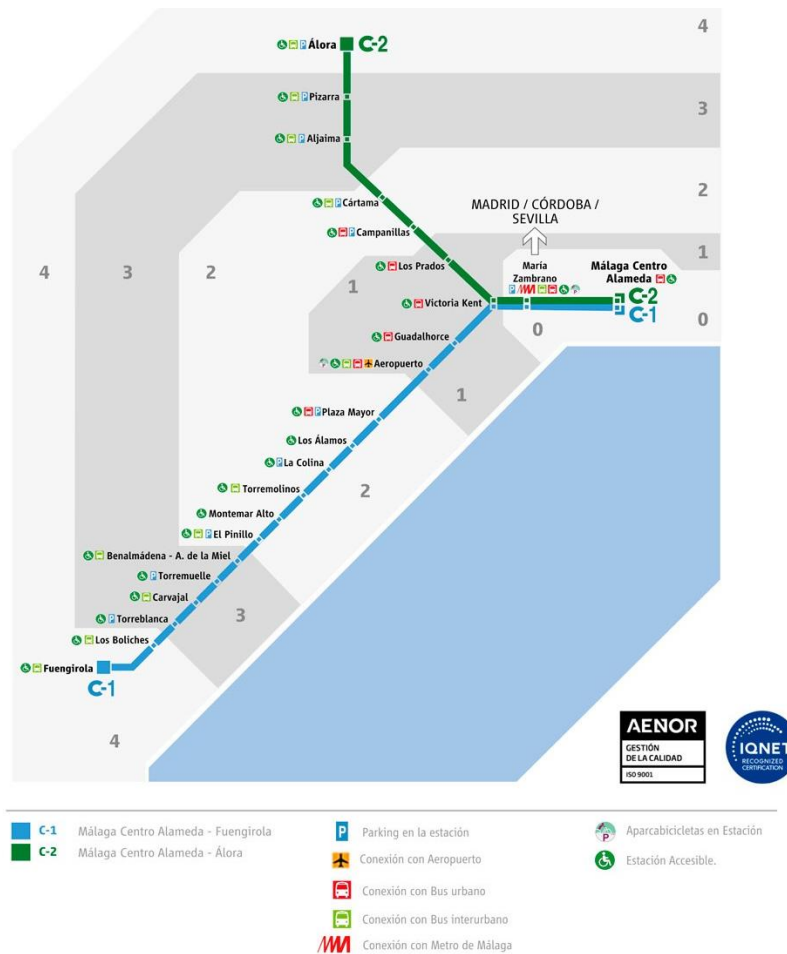 4
Álora C-2
Pizarra
3
Aljaima
2
Cártama
MADRID / CÓRDOBA /
SEVILLA
Campanillas
1
4
3
2
Los Prados
María
Zambrano
Málaga Centro
Alameda
1
Victoria Kent
C-2
C-1
0
0
Guadalhorce
Aeropuerto
1
Plaza Mayor
Los Álamos
La Colina
2
Torremolinos
Montemar Alto
El Pinillo
Benalmádena - A. de la Miel
Torremuelle
Carvajal
3
Torreblanca
Los Boliches
Fuengirola
C-1
4
AENOR
GESTIÓN
DE LA CALIDAD
ISO 9001
IQNET
RECOGNIZED
CERTIFICATION
C-1 Málaga Centro Alameda - Fuengirola
C-2 Málaga Centro Alameda - Álora
P Parking en la estación
Conexión con Aeropuerto
Conexión con Bus urbano
Conexión con Bus interurbano
Conexión con Metro de Málaga
P Aparcabicicletas en Estación
Estación Accesible.